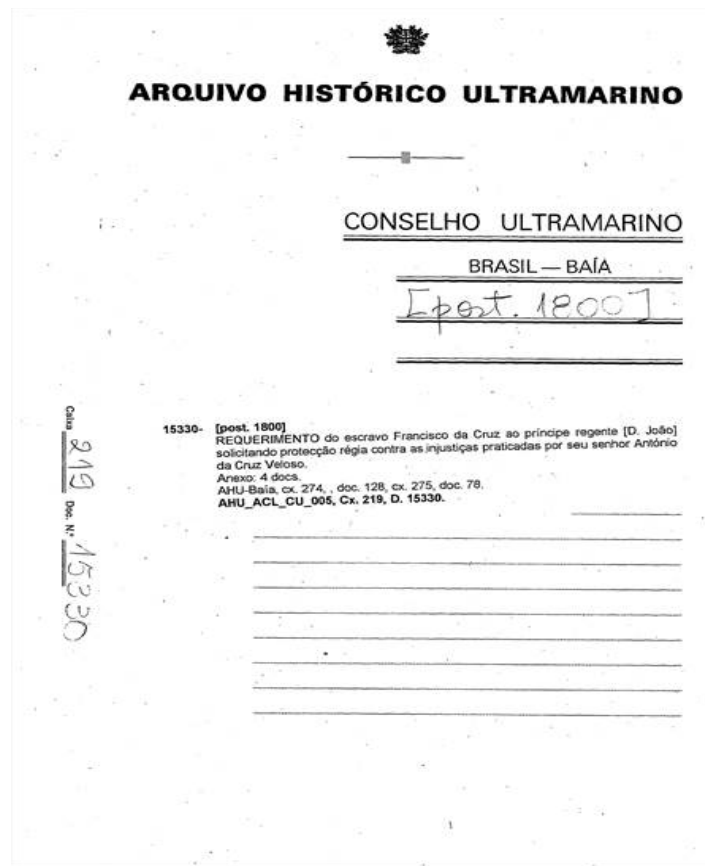 ARQUIVO HISTÓRICO ULTRAMARINO
CONSELHO ULTRAMARINO
BRASIL — BAÍA
[post. 1800]
15330- [post. 1800]
REQUERIMENTO do escravo Francisco da Cruz ao príncipe regente [D. João]
solicitando protecção régia contra as injustiças praticadas por seu senhor António
da Cruz Veloso.
Anexo: 4 docs.
AHU-Baía, cx. 274, , doc. 128, cx. 275, doc. 78.
AHU_ACL_CU_005, Cx. 219, D. 15330.
Caixa 219 Doc. N.º 15330